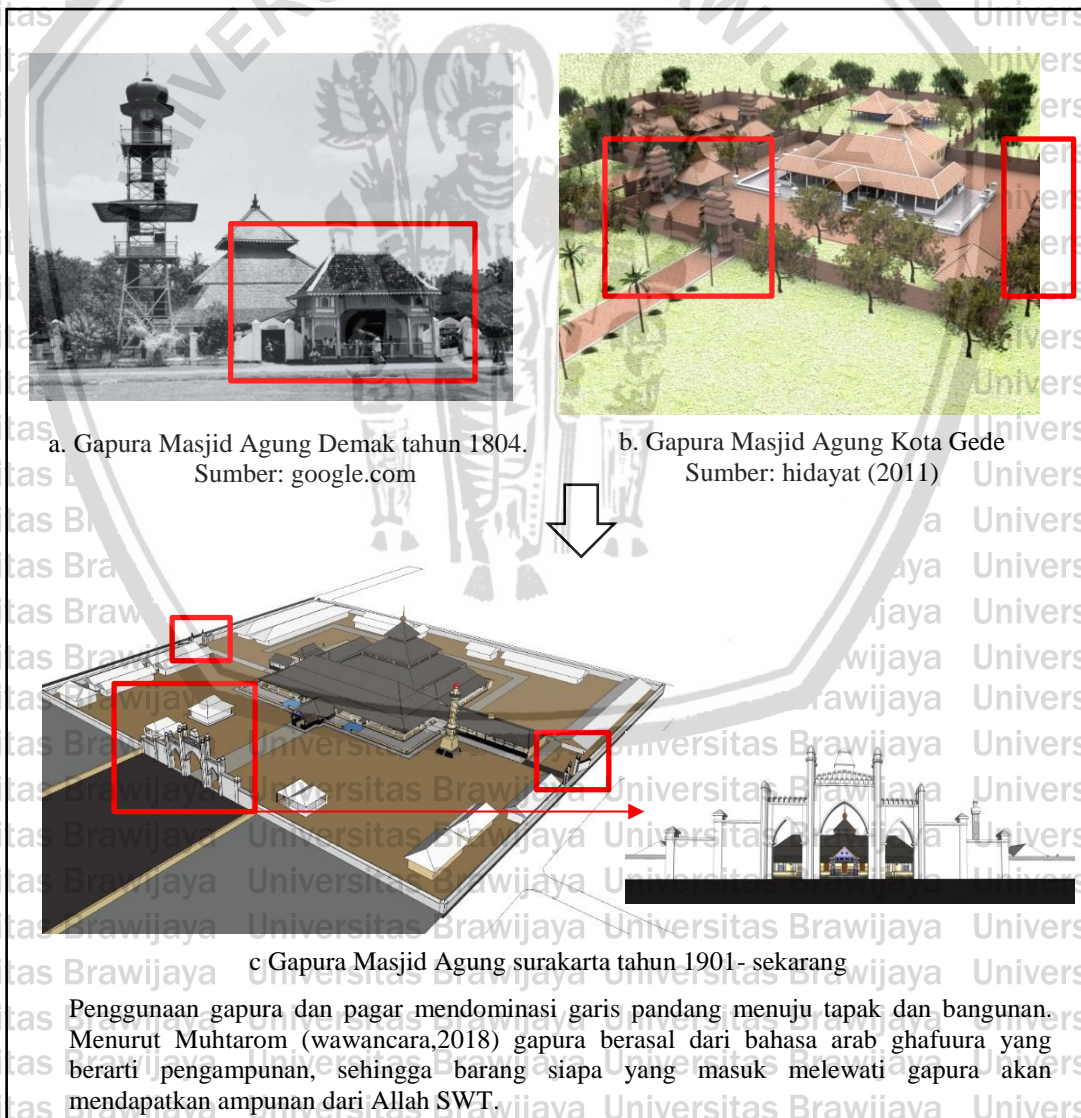 a. Gapura Masjid Agung Demak tahun 1804.
Sumber: google.com
b. Gapura Masjid Agung Kota Gede
Sumber: hidayat (2011)
c Gapura Masjid Agung surakarta tahun 1901- sekarang
Penggunaan gapura dan pagar mendominasi garis pandang menuju tapak dan bangunan.
Menurut Muhtarom (wawancara,2018) gapura berasal dari bahasa arab ghafuura yang
berarti pengampunan, sehingga barang siapa yang masuk melewati gapura akan
mendapatkan ampunan dari Allah SWT.